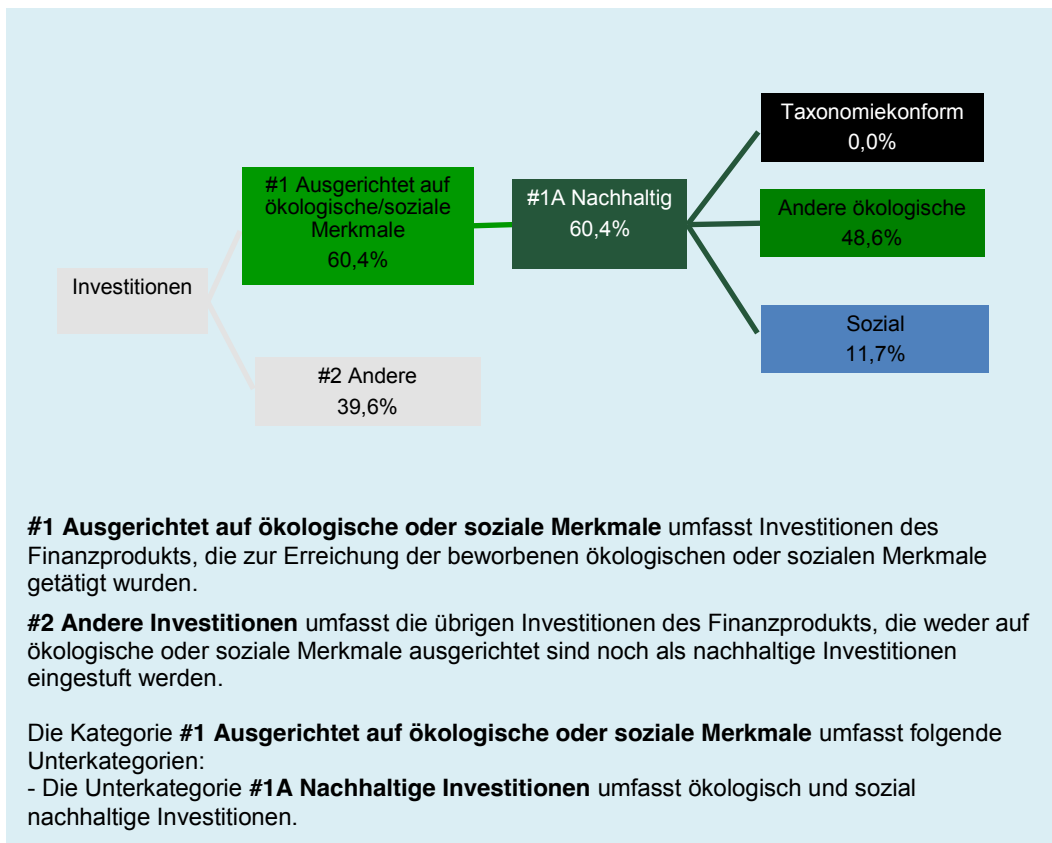 Investitionen
#1 Ausgerichtet auf
ökologische/soziale
Merkmale
60,4%
#2 Andere
39,6%
#1A Nachhaltig
60,4%
Taxonomiekonform
0,0%
Andere ökologische
48,6%
Sozial
11,7%
#1 Ausgerichtet auf ökologische oder soziale Merkmale umfasst Investitionen des
Finanzprodukts, die zur Erreichung der beworbenen ökologischen oder sozialen Merkmale
getätigt wurden.
#2 Andere Investitionen umfasst die übrigen Investitionen des Finanzprodukts, die weder auf
ökologische oder soziale Merkmale ausgerichtet sind noch als nachhaltige Investitionen
eingestuft werden.
Die Kategorie #1 Ausgerichtet auf ökologische oder soziale Merkmale umfasst folgende
Unterkategorien:
- Die Unterkategorie #1A Nachhaltige Investitionen umfasst ökologisch und sozial
nachhaltige Investitionen.